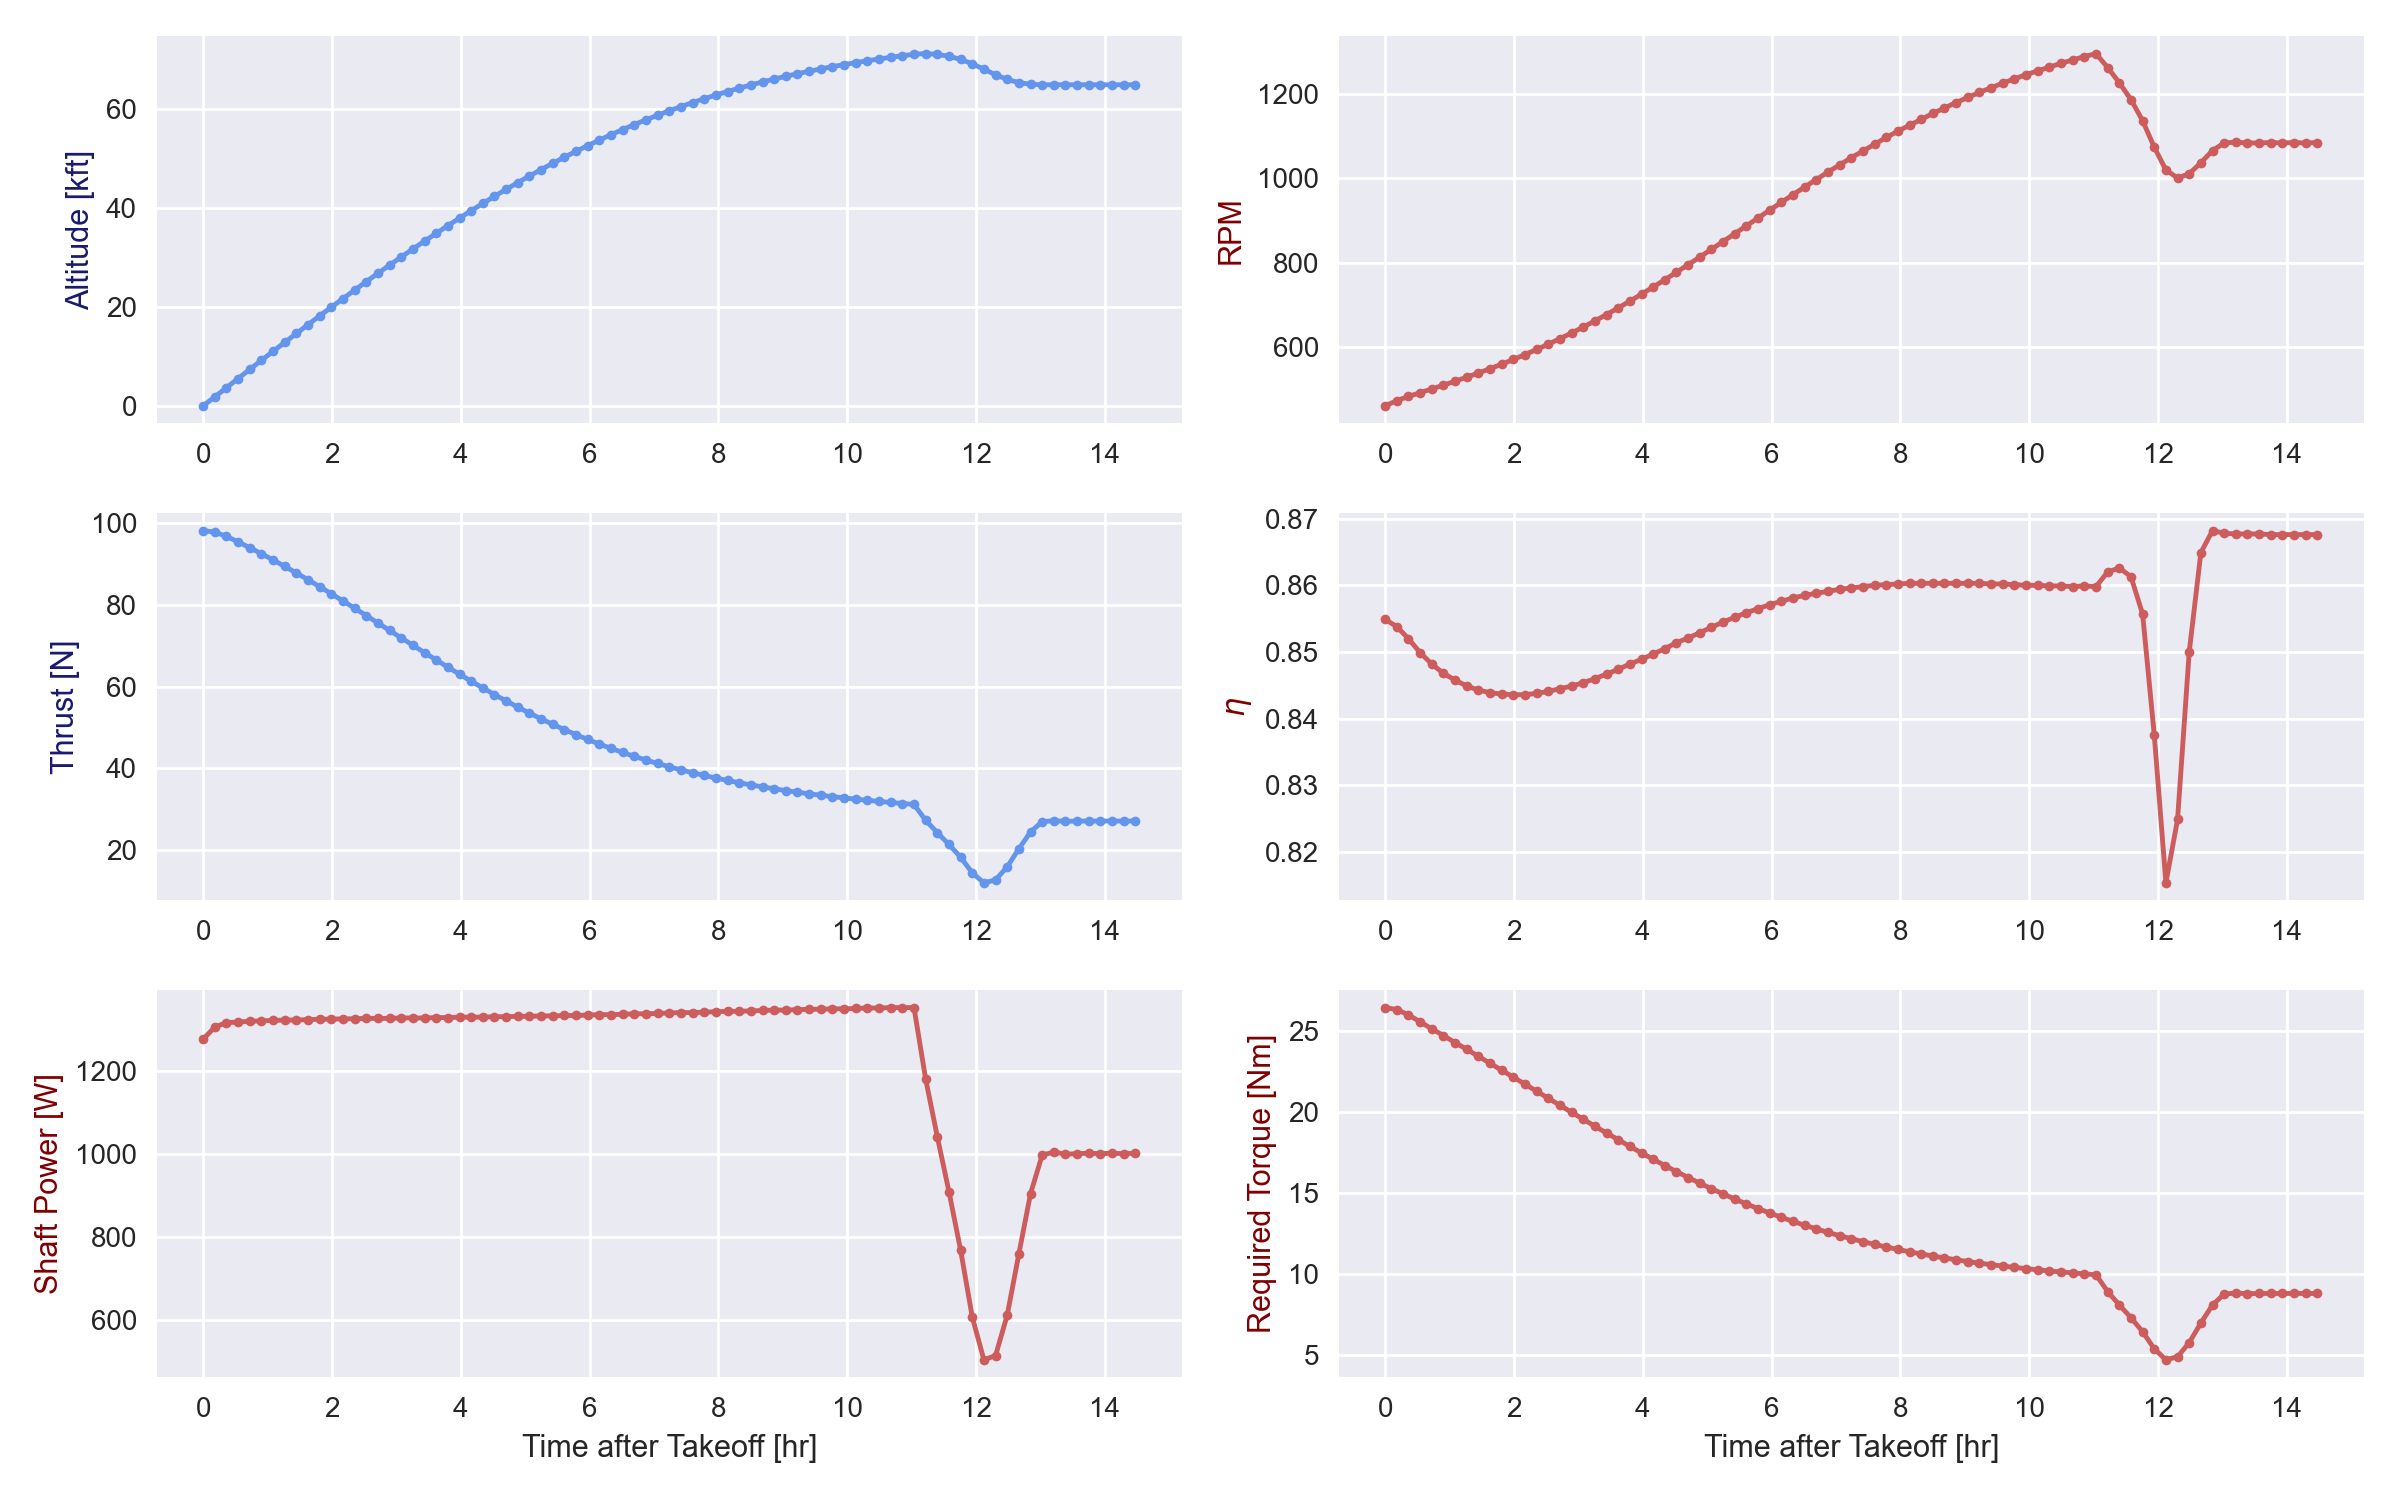 Altitude [kft]
60
40
20
0
0 2 4 6 8 10 12 14
RPM
1200
1000
800
600
0 2 4 6 8 10 12 14
Thrust [N]
100
80
60
40
20
0 2 4 6 8 10 12 14
η
0.87
0.86
0.85
0.84
0.83
0.82
0 2 4 6 8 10 12 14
Shaft Power [W]
1200
1000
800
600
0 2 4 6 8 10 12 14
Time after Takeoff [hr]
Required Torque [Nm]
25
20
15
10
5
0 2 4 6 8 10 12 14
Time after Takeoff [hr]